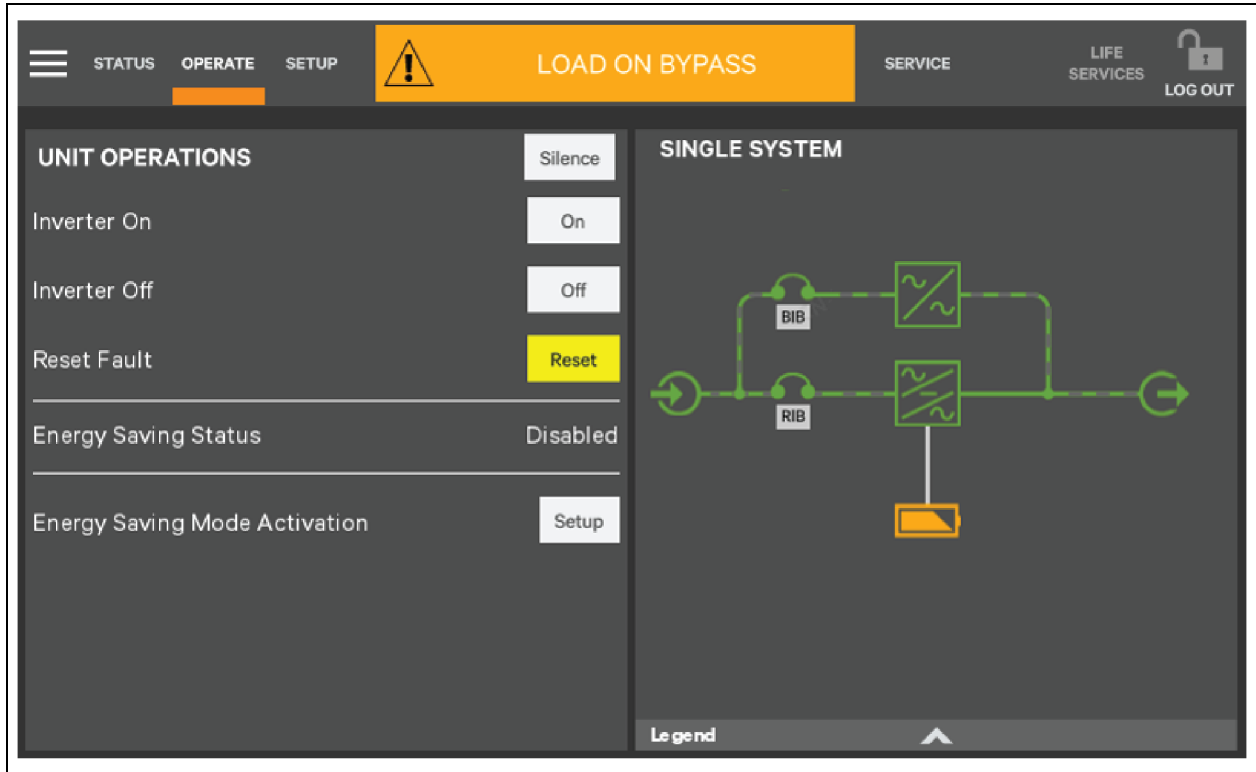 STATUS OPERATE SETUP LOAD ON BYPASS SERVICE LIFE SERVICES LOG OUT
UNIT OPERATIONS Silence
Inverter On On
Inverter Off Off
Reset Fault Reset
Energy Saving Status Disabled
Energy Saving Mode Activation Setup
SINGLE SYSTEM
BIB
RIB
Legend